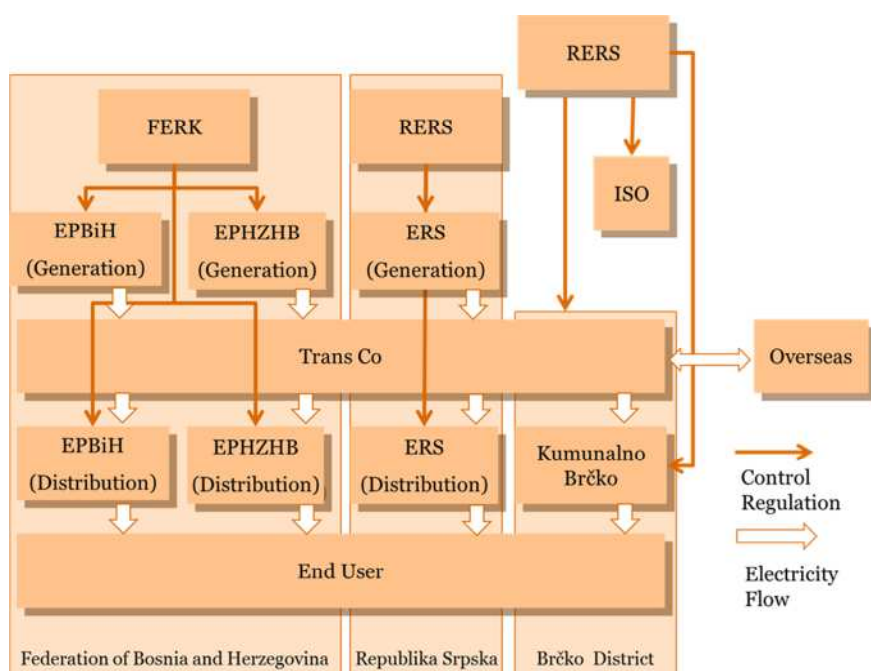 RERS
FERK
RERS
ISO
EPBiH
(Generation)
EPHZHB
(Generation)
ERS
(Generation)
Trans Co
Overseas
EPBiH
(Distribution)
EPHZHB
(Distribution)
ERS
(Distribution)
Kumunalno
Brčko
Control
Regulation
End User
Electricity
Flow
Federation of Bosnia and Herzegovina
Republika Srpska
Brčko District